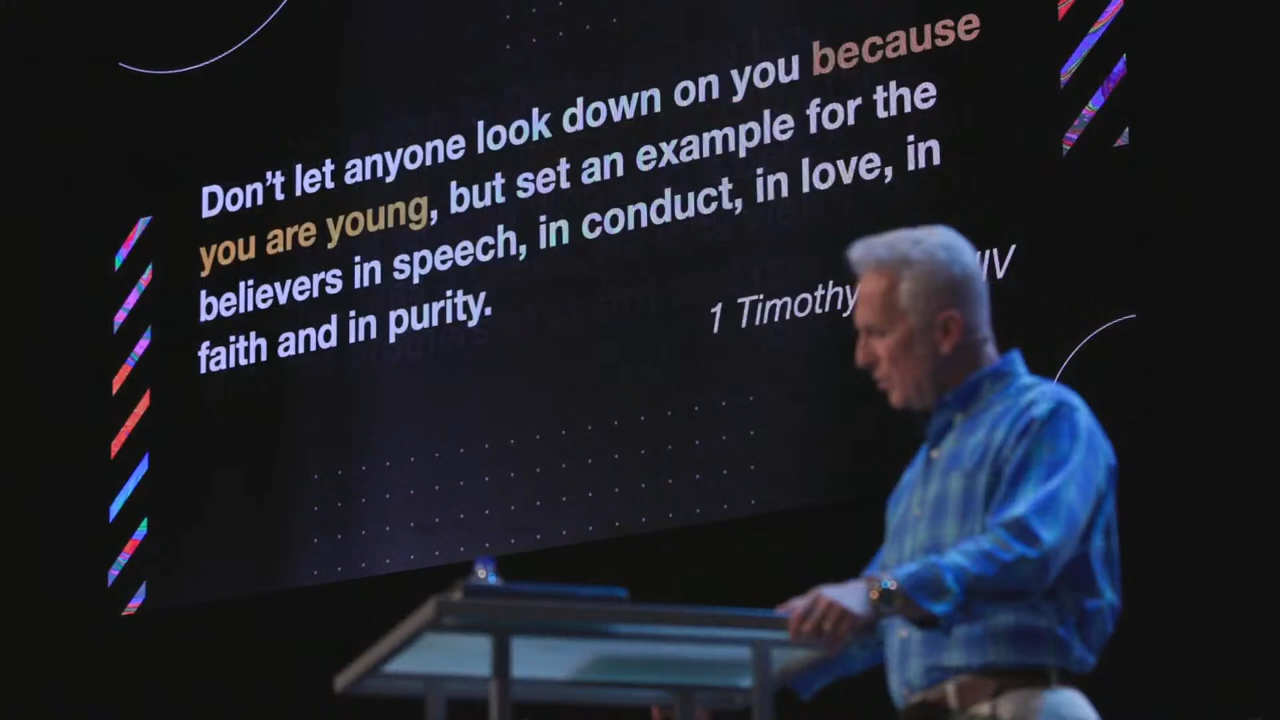 Don’t let anyone look down on you because
you are young, but set an example for the
believers in speech, in conduct, in love, in
faith and in purity.
1 Timothy IV